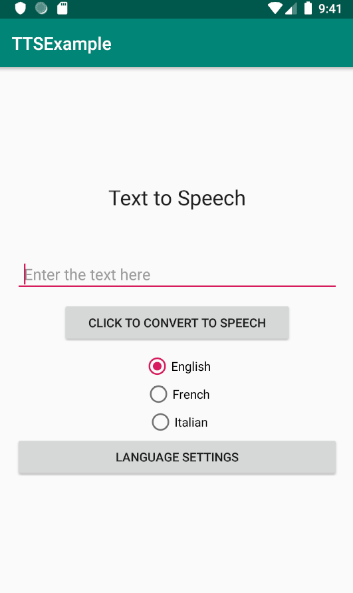 9:41
TTSExample
Text to Speech
Enter the text here
CLICK TO CONVERT TO SPEECH
English
French
Italian
LANGUAGE SETTINGS